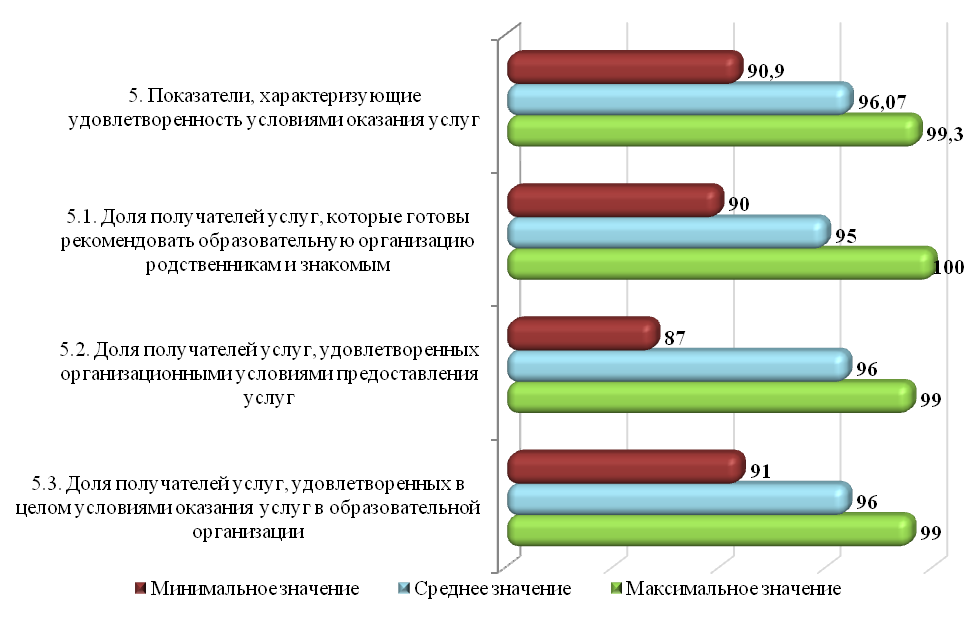 5. Показатели, характеризующие
удовлетворенность условиями оказания услуг
90,9
96,07
99,3
5.1. Доля получателей услуг, которые готовы
рекомендовать образовательную организацию
родственникам и знакомым
90
95
100
5.2. Доля получателей услуг, удовлетворенных
организационными условиями предоставления
услуг
87
96
99
5.3. Доля получателей услуг, удовлетворенных в
целом условиями оказания услуг в образовательной
организации
91
96
99
Минимальное значение Среднее значение Максимальное значение